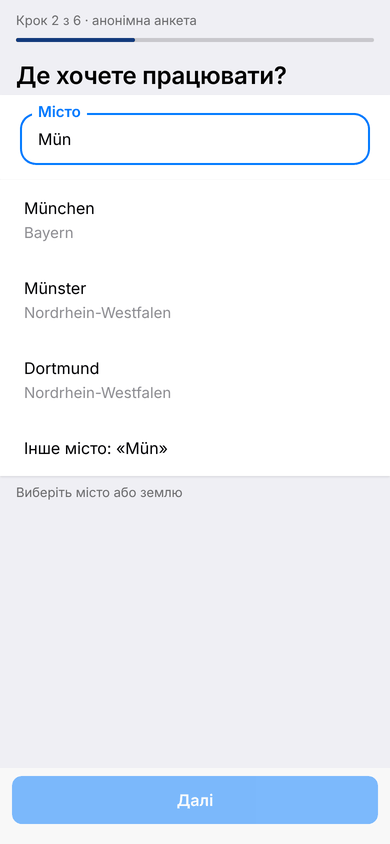 Крок 2 з 6 · анонімна анкета
Де хочете працювати?
Місто
Mün
München
Bayern
Münster
Nordrhein-Westfalen
Dortmund
Nordrhein-Westfalen
Інше місто: «Mün»
Виберіть місто або землю
Далі